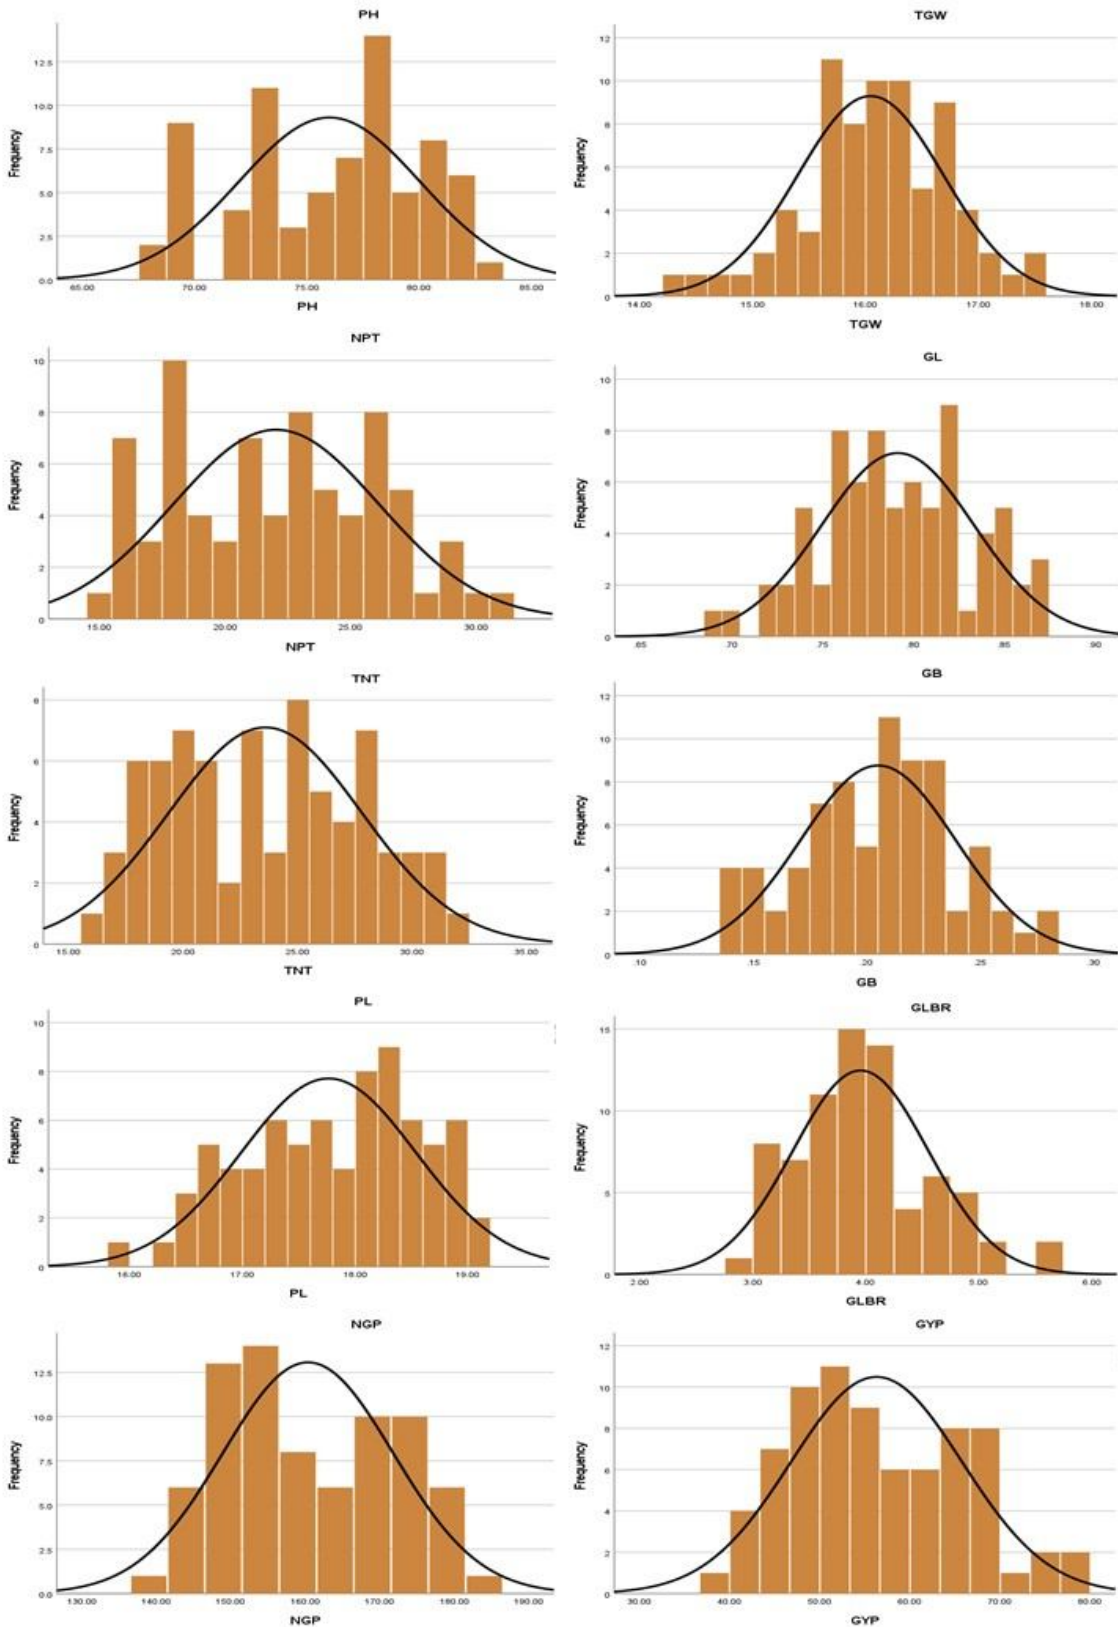 PH
12.5
10.0
7.5
5.0
2.5
0.0
Frequency
65.00 70.00 75.00 80.00 85.00
PH
TGW
12
10
8
6
4
2
0
Frequency
14.00 15.00 16.00 17.00 18.00
TGW
NPT
10
8
6
4
2
0
Frequency
15.00 20.00 25.00 30.00
NPT
GL
10
8
6
4
2
0
Frequency
.65 .70 .75 .80 .85 .90
TNT
8
6
4
2
0
Frequency
15.00 20.00 25.00 30.00 35.00
TNT
GB
12
10
8
6
4
2
0
Frequency
.10 .15 .20 .25 .30
GB
PL
10
8
6
4
2
0
Frequency
16.00 17.00 18.00 19.00
PL
GLBR
15
10
5
0
Frequency
2.00 3.00 4.00 5.00 6.00
GLBR
NGP
12.5
10.0
7.5
5.0
2.5
0.0
Frequency
130.00 140.00 150.00 160.00 170.00 180.00 190.00
NGP
GYP
12
10
8
6
4
2
0
Frequency
30.00 40.00 50.00 60.00 70.00 80.00
GYP